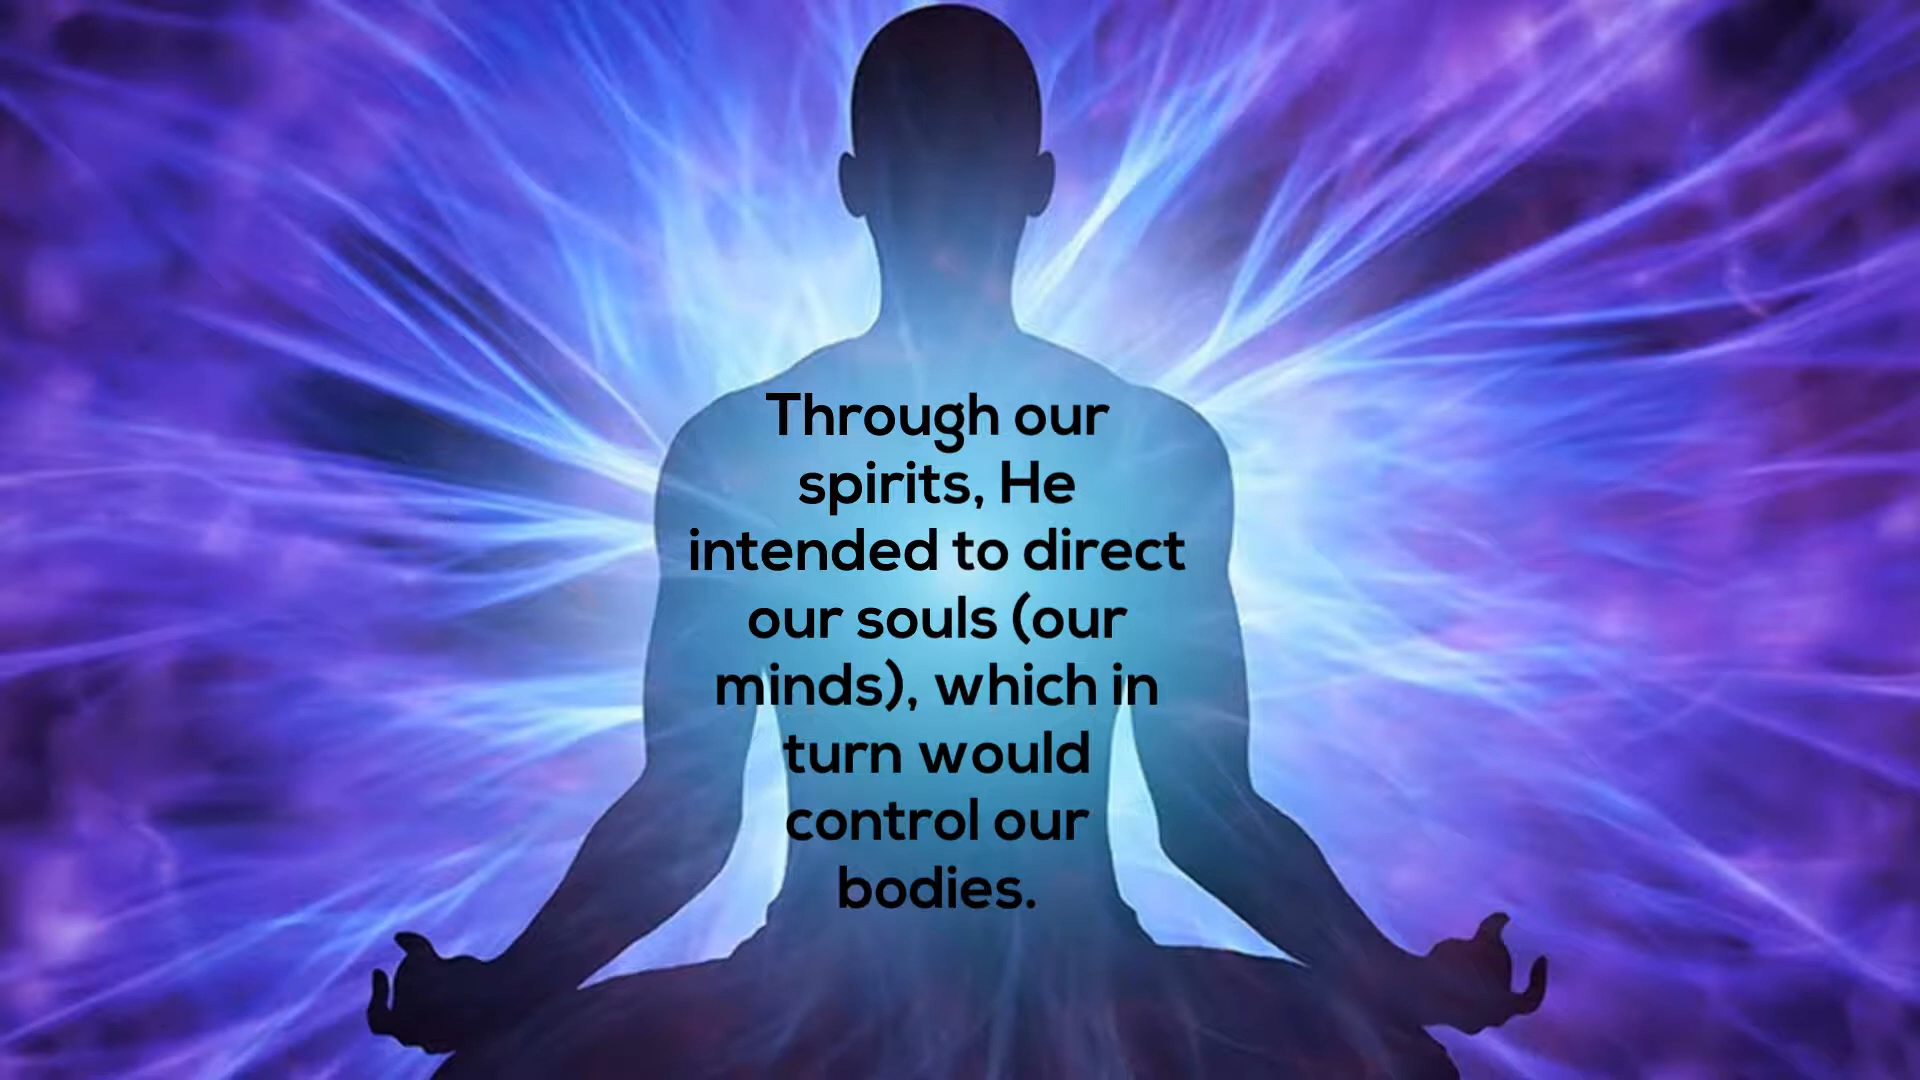 Through our
spirits, He
intended to direct
our souls (our
minds), which in
turn would
control our
bodies.